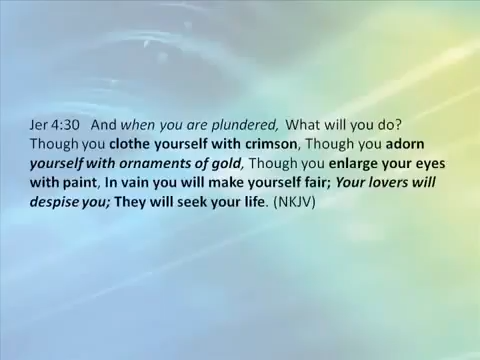 Jer 4:30 And when you are plundered, What will you do?
Though you clothe yourself with crimson, Though you adorn
yourself with ornaments of gold, Though you enlarge your eyes
with paint, In vain you will make yourself fair; Your lovers will
despise you; They will seek your life. (NKJV)